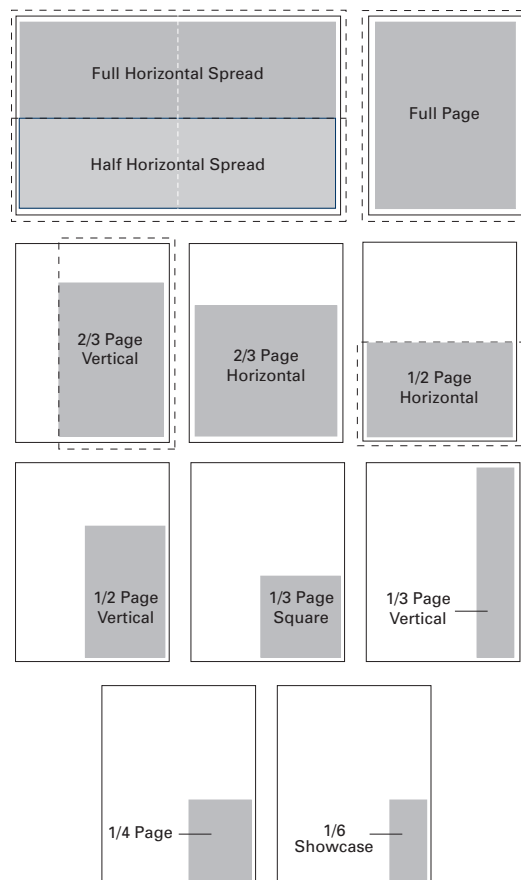 Full Horizontal Spread
Half Horizontal Spread
Full Page
2/3 Page
Vertical
2/3 Page
Horizontal
1/2 Page
Horizontal
1/2 Page
Vertical
1/3 Page
Square
1/3 Page
Vertical
1/4 Page
1/6
Showcase